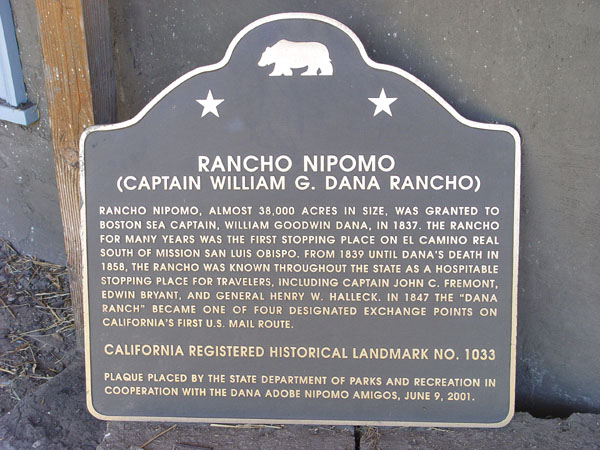 RANCHO NIPOMO
(CAPTAIN WILLIAM G. DANA RANCHO)
RANCHO NIPOMO, ALMOST 38,000 ACRES IN SIZE, WAS GRANTED TO
BOSTON SEA CAPTAIN, WILLIAM GOODWIN DANA, IN 1837. THE RANCHO
FOR MANY YEARS WAS THE FIRST STOPPING PLACE ON EL CAMINO REAL
SOUTH OF MISSION SAN LUIS OBISPO. FROM 1839 UNTIL DANA'S DEATH IN
1858, THE RANCHO WAS KNOWN THROUGHOUT THE STATE AS A HOSPITABLE
STOPPING PLACE FOR TRAVELERS, INCLUDING CAPTAIN JOHN C. FREMONT,
EDWIN BRYANT, AND GENERAL HENRY W. HALLECK. IN 1847 THE "DANA
RANCH" BECAME ONE OF FOUR DESIGNATED EXCHANGE POINTS ON
CALIFORNIA'S FIRST U.S. MAIL ROUTE.
CALIFORNIA REGISTERED HISTORICAL LANDMARK NO. 1033
PLAQUE PLACED BY THE STATE DEPARTMENT OF PARKS AND RECREATION IN
COOPERATION WITH THE DANA ADOBE NIPOMO AMIGOS, JUNE 9, 2001.